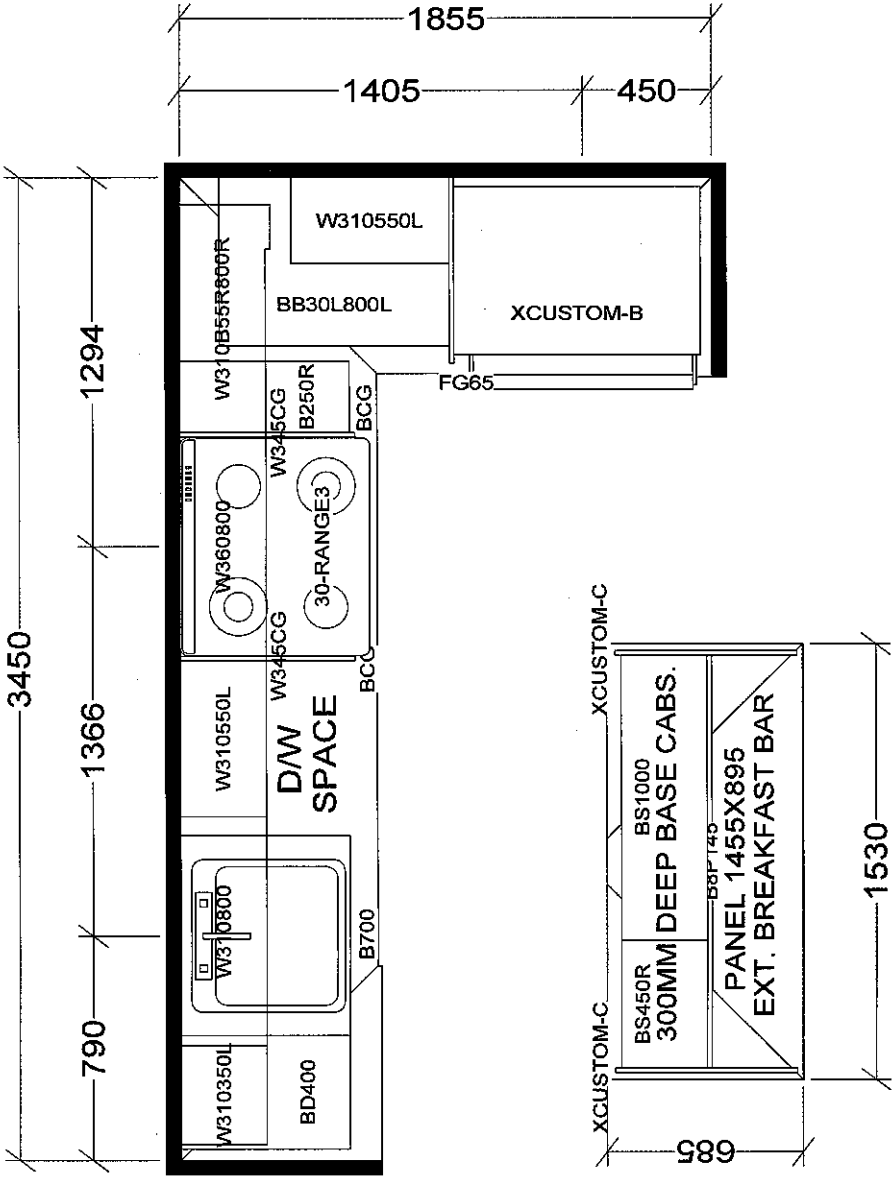 1855
1405
450
3450
1294
1366
790
W310550L
BB30L800L
XCUSTOM-B
FG65
W310B55R800R
W345CG
B250R
BCG
W360800
30-RANGE3
W345CG
BCG
W310550L
D/W
SPACE
W310800
B700
W310350L
BD400
XCUSTOM-C
XCUSTOM-C
BS1000
BS450R
300MM DEEP BASE CABS.
PANEL 1455X895
EXT. BREAKFAST BAR
1530
685